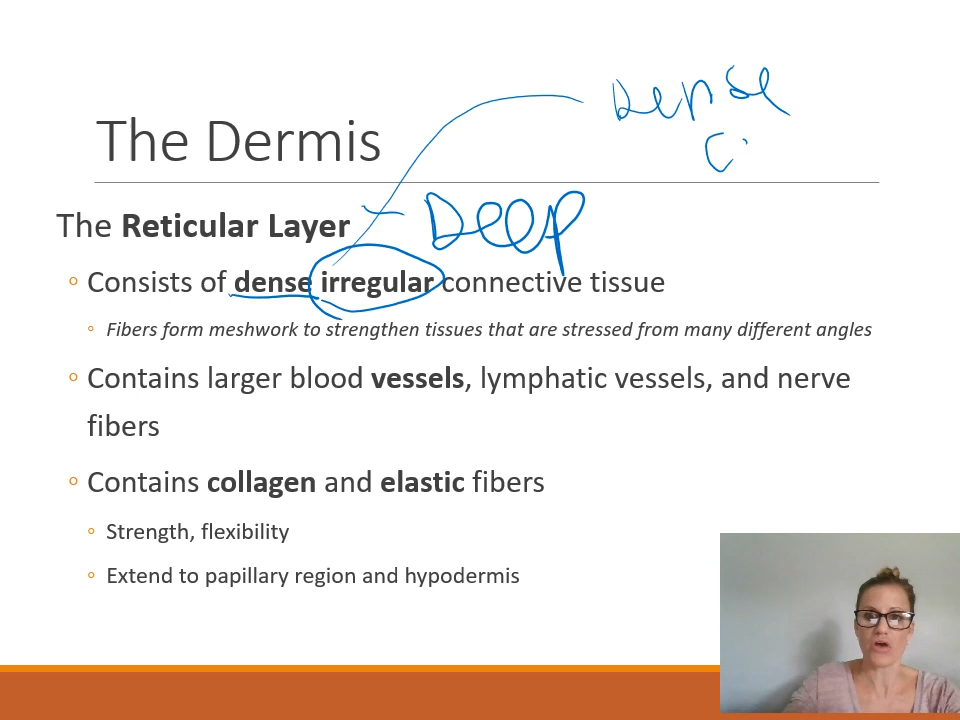 Dense
The Dermis
The Reticular Layer - Deep
◦ Consists of dense irregular connective tissue
◦ Fibers form meshwork to strengthen tissues that are stressed from many different angles
◦ Contains larger blood vessels, lymphatic vessels, and nerve
fibers
◦ Contains collagen and elastic fibers
◦ Strength, flexibility
◦ Extend to papillary region and hypodermis